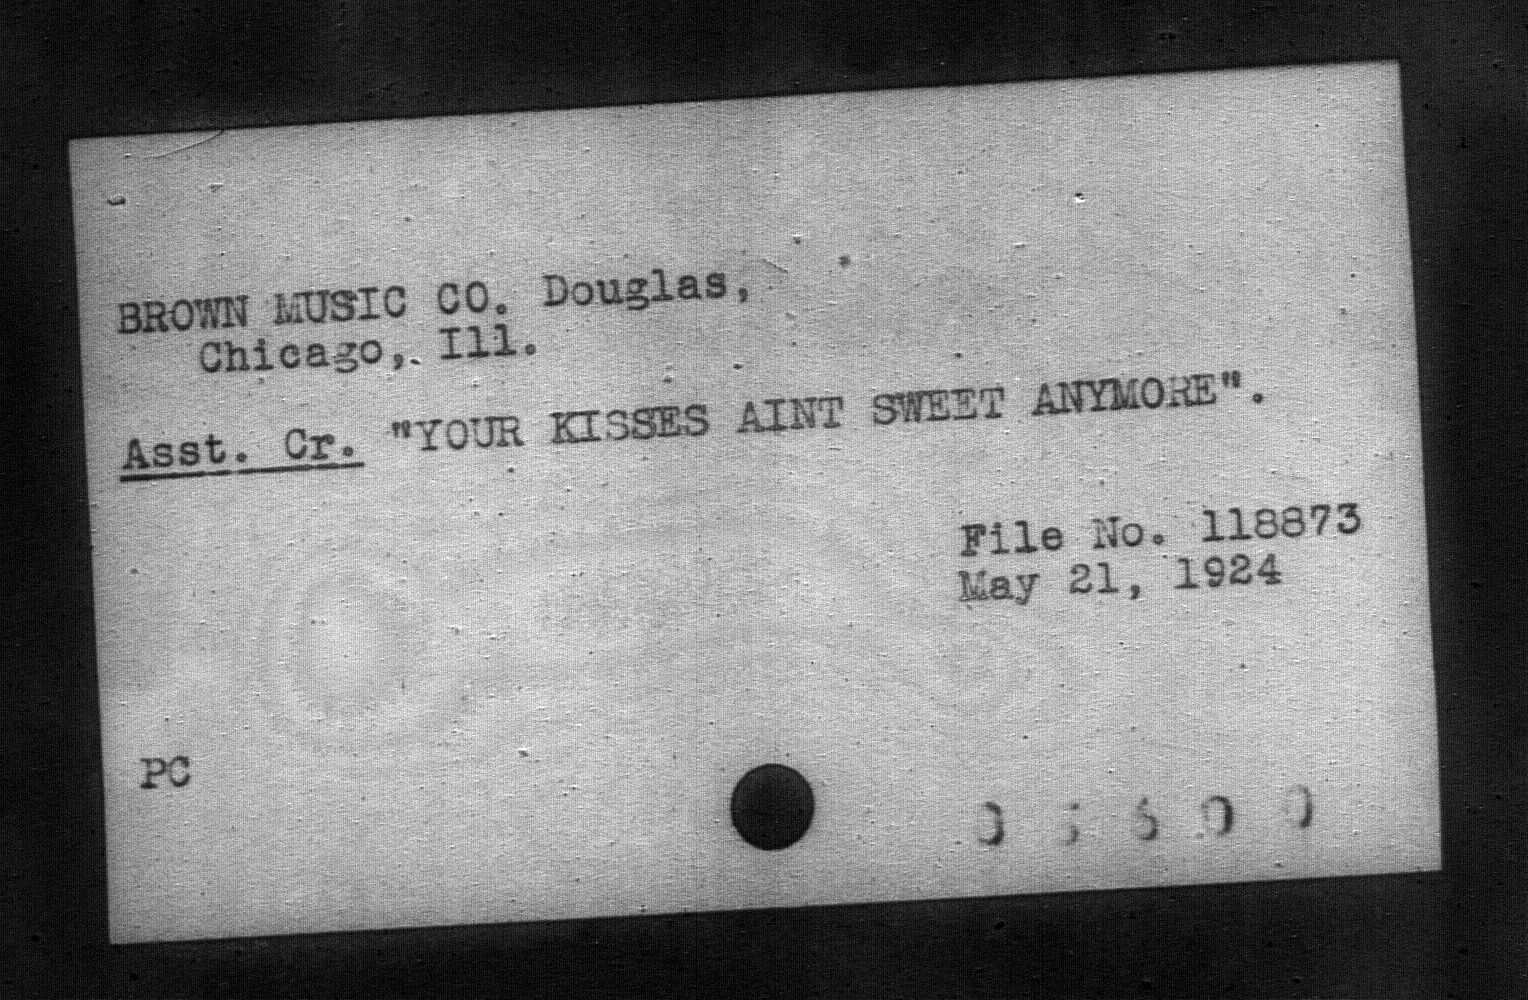 BROWN MUSIC CO. Douglas,
Chicago, Ill.
Asst. Cr. "YOUR KISSES AINT SWEET ANYMORE".
File No. 118873
May 21, 1924
PC